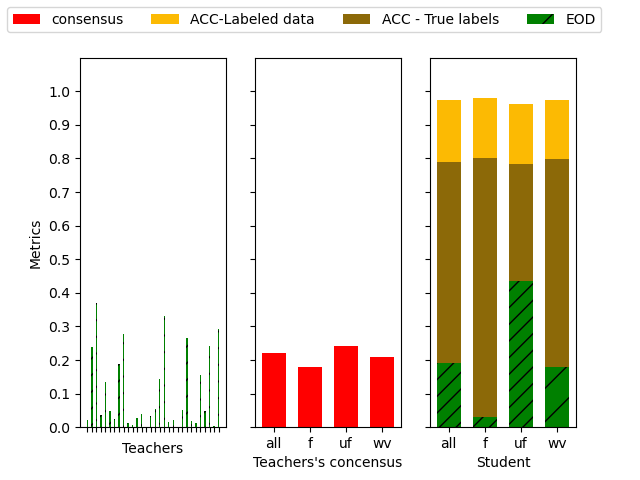 consensus ACC-Labeled data ACC - True labels EOD
Metrics
1.0
0.9
0.8
0.7
0.6
0.5
0.4
0.3
0.2
0.1
0.0
all f uf wv all f uf wv
Teachers Teachers's concensus Student